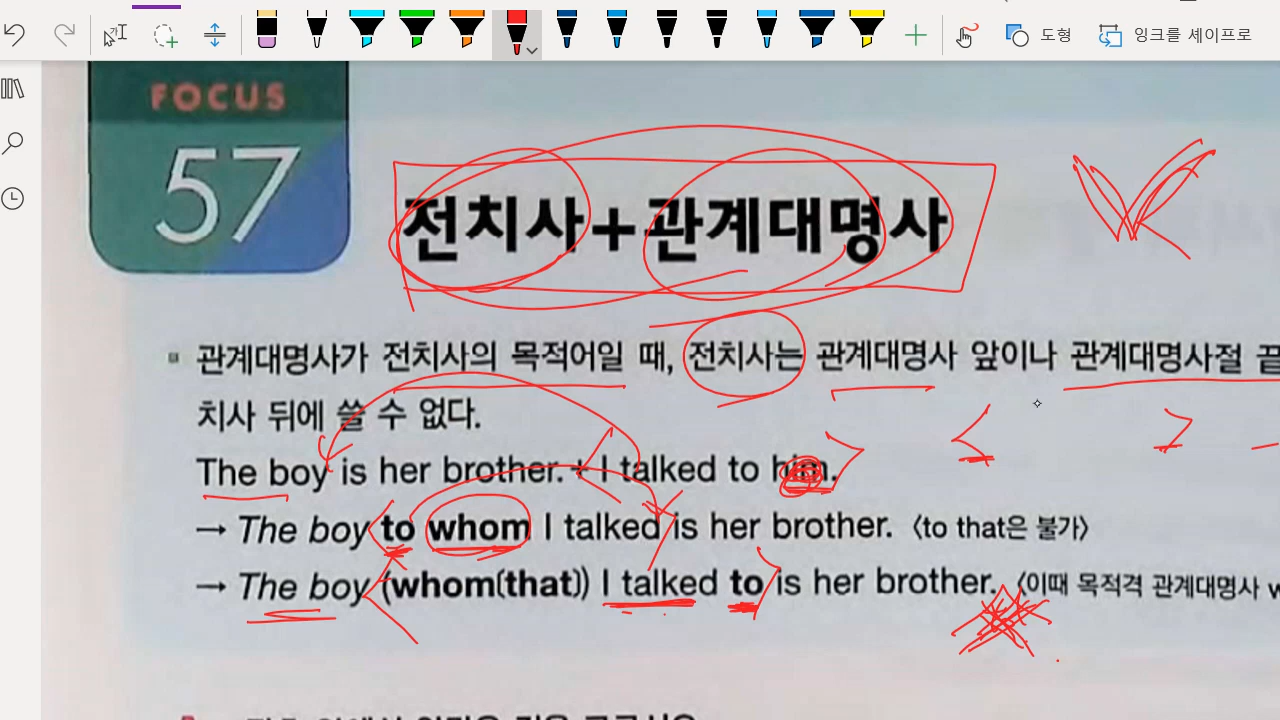 도형
잉크를 셰이프로
FOCUS
57
전치사+관계대명사
관계대명사가 전치사의 목적어일 때, 전치사는 관계대명사 앞이나 관계대명사절 끝
치사 뒤에 쓸 수 없다.
The boy is her brother. + I talked to him.
→ The boy to whom I talked is her brother. 〈to that은 불가〉
→ The boy (whom(that)) I talked to is her brother. 〈이때 목적격 관계대명사 w